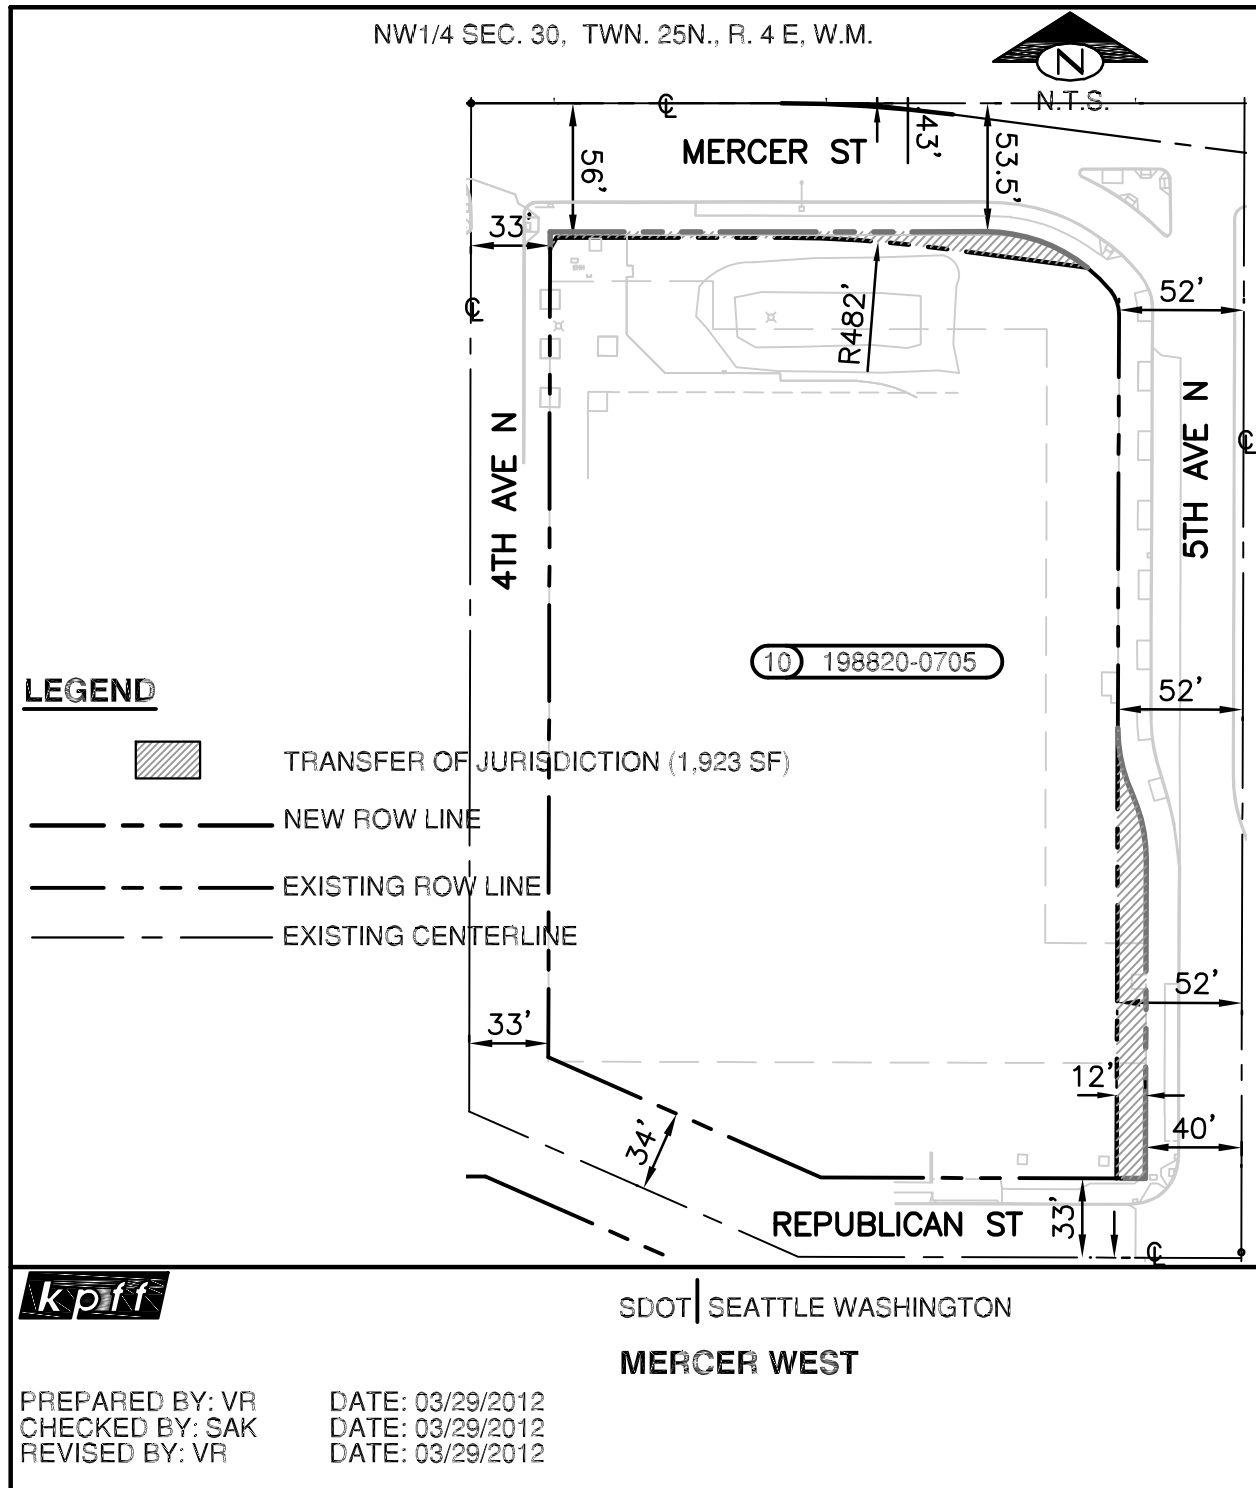 NW1/4 SEC. 30, TWN. 25N., R. 4 E, W.M.
N
N.T.S.
MERCER ST
56'
43'
53.5'
33'
52'
R482'
4TH AVE N
5TH AVE N
10 198820-0705
52'
LEGEND
TRANSFER OF JURISDICTION (1,923 SF)
NEW ROW LINE
EXISTING ROW LINE
EXISTING CENTERLINE
52'
33'
12'
34'
40'
REPUBLICAN ST
33'
kpff
SDOT SEATTLE WASHINGTON
MERCER WEST
PREPARED BY: VR DATE: 03/29/2012
CHECKED BY: SAK DATE: 03/29/2012
REVISED BY: VR DATE: 03/29/2012